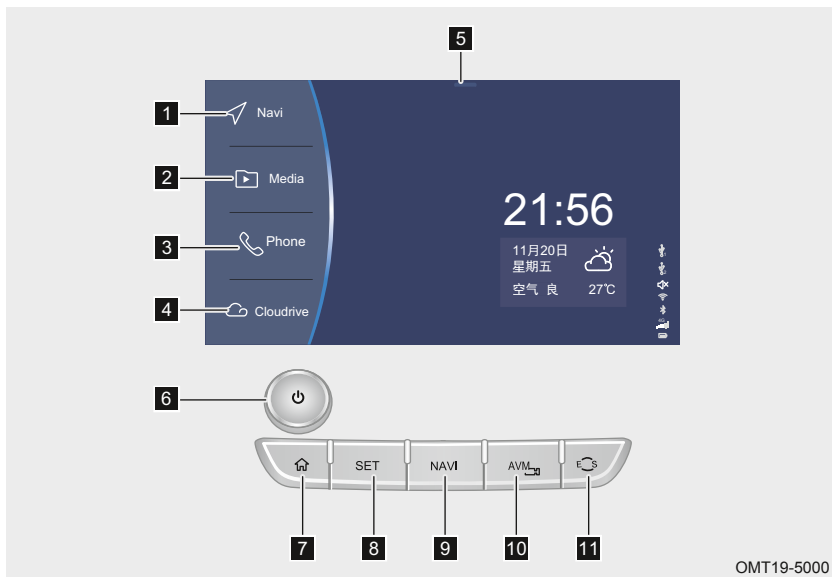 5
1
Navi
2
Media
3
Phone
4
Cloudrive
21:56
11月20日
星期五
空气 良
27℃
4G
6
SET
NAVI
AVM
E S
7
8
9
10
11
OMT19-5000